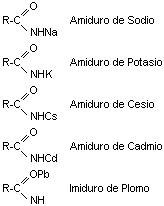 O
R-C Amiduro de Sodio
NHNa
O
R-C Amiduro de Potasio
NHK
O
R-C Amiduro de Cesio
NHCs
O
R-C Amiduro de Cadmio
NHCd
OPb
R-C Imiduro de Plomo
NH